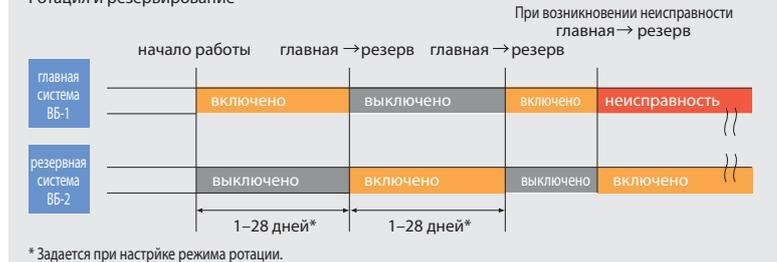 Ротация и резервирование
При возникновении неисправности
главная→ резерв
начало работы главная →резерв главная →резерв
главная
система
ВБ-1
включено выключено включено неисправность
резервная
система
ВБ-2
выключено включено выключено включено
1–28 дней* 1–28 дней*
* Задается при настрйке режима ротации.